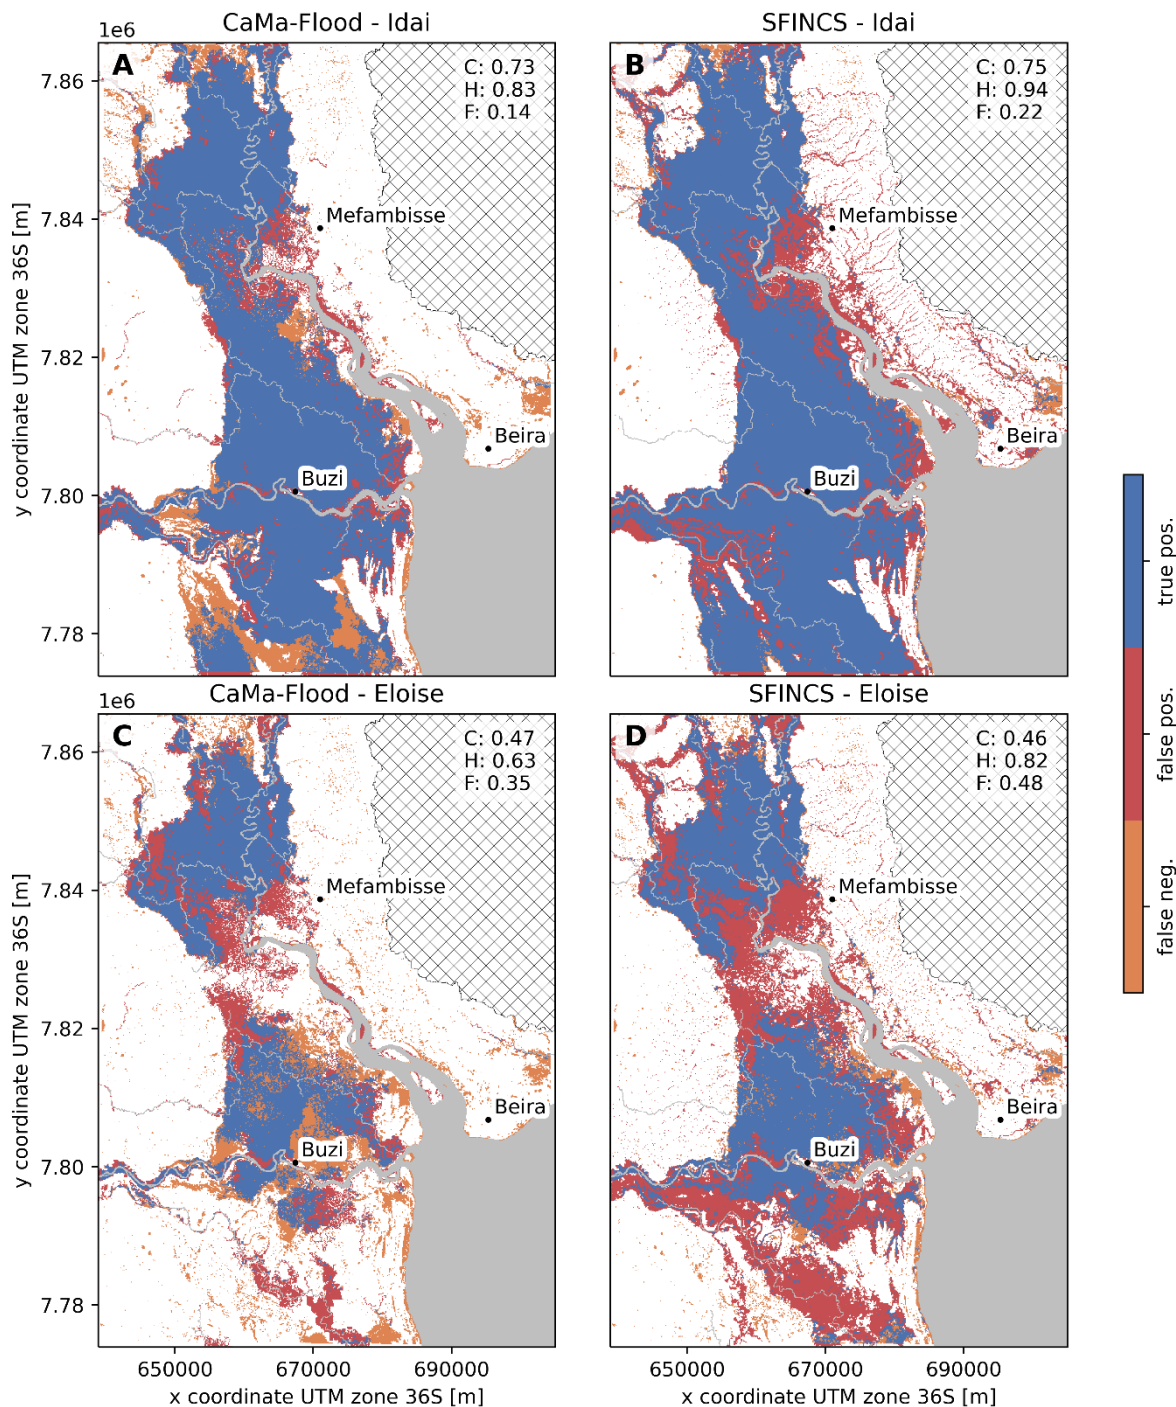 CaMa-Flood - Idai
SFINCS - Idai
1e6
A
C: 0.73
H: 0.83
F: 0.14
B
C: 0.75
H: 0.94
F: 0.22
7.86
7.84
7.82
7.80
7.78
y coordinate UTM zone 36S [m]
Mefambisse
Beira
Buzi
Mefambisse
Beira
Buzi
CaMa-Flood - Eloise
SFINCS - Eloise
1e6
C
C: 0.47
H: 0.63
F: 0.35
D
C: 0.46
H: 0.82
F: 0.48
7.86
7.84
7.82
7.80
7.78
y coordinate UTM zone 36S [m]
Mefambisse
Beira
Buzi
Mefambisse
Beira
Buzi
650000
670000
690000
650000
670000
690000
x coordinate UTM zone 36S [m]
x coordinate UTM zone 36S [m]
true pos.
false pos.
false neg.